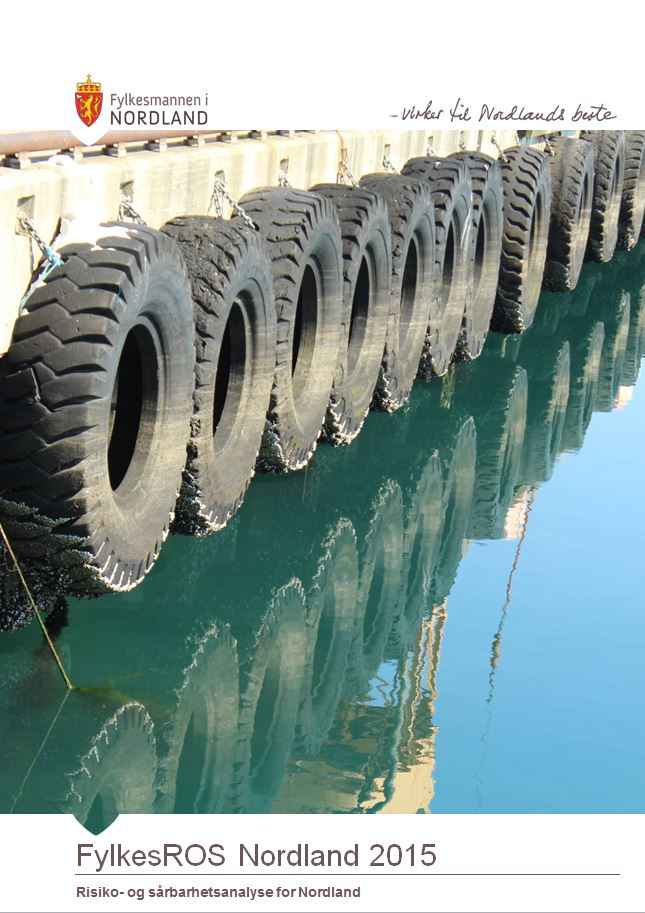 Fylkesmannen i
NORDLAND
- virker til Nordlands beste
FylkesROS Nordland 2015
Risiko- og sårbarhetsanalyse for Nordland